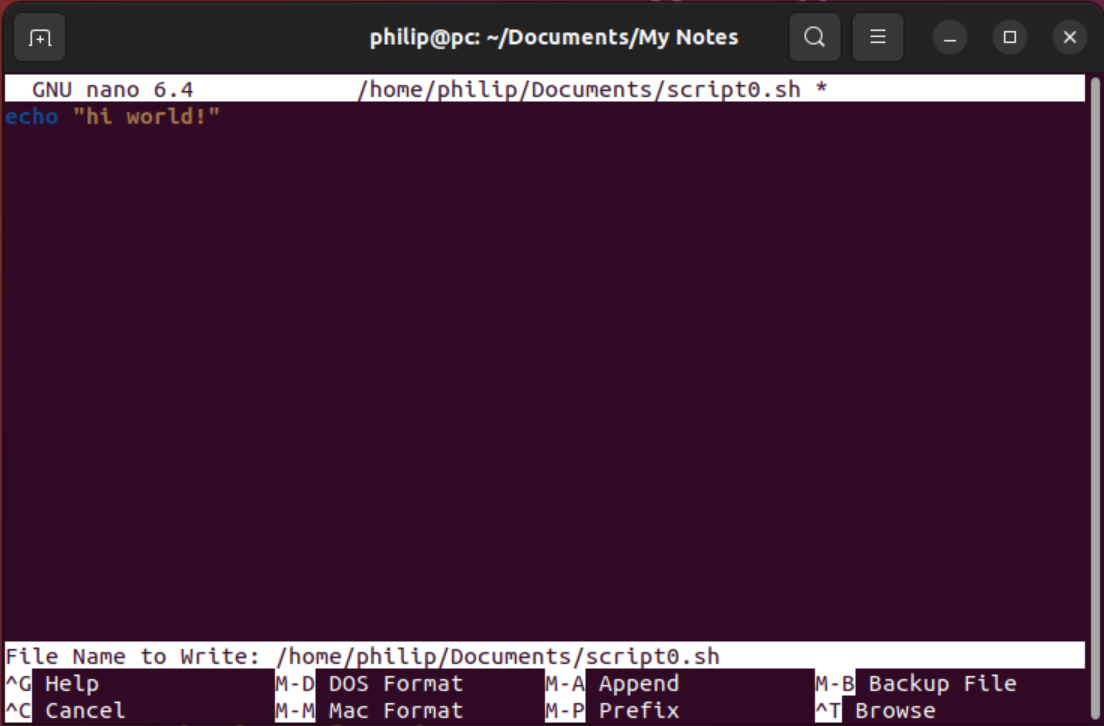 philip@pc: ~/Documents/My Notes
GNU nano 6.4 /home/philip/Documents/script0.sh *
echo "hi world!"
File Name to Write: /home/philip/Documents/script0.sh
^G Help M-D DOS Format M-A Append M-B Backup File
^C Cancel M-M Mac Format M-P Prefix ^T Browse